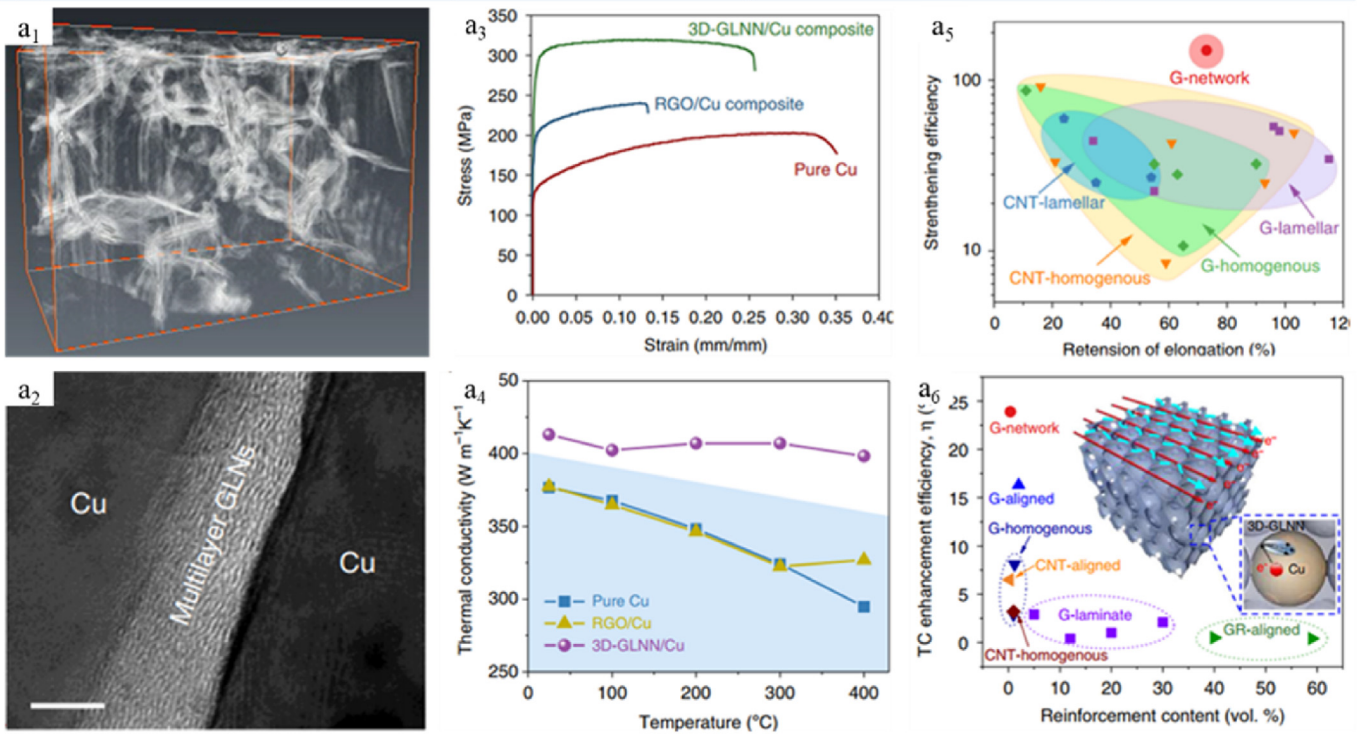 a1
a2
Cu
Multilayer GLNs
Cu
a3
350
300
250
200
150
100
50
0
Stress (MPa)
3D-GLNN/Cu composite
RGO/Cu composite
Pure Cu
0.00 0.05 0.10 0.15 0.20 0.25 0.30 0.35 0.40
Strain (mm/mm)
a4
50
400
350
300
250
Thermal conductivity (W m⁻¹K⁻¹)
Pure Cu
RGO/Cu
3D-GLNN/Cu
0 100 200 300 400
Temperature (°C)
a5
100
10
Strenthening efficiency
G-network
CNT-lamellar
G-lamellar
CNT-homogenous
G-homogenous
0 20 40 60 80 100 120
Retension of elongation (%)
a6
25
20
15
10
5
0
TC enhancement efficiency, η (
G-network
G-aligned
G-homogenous
CNT-aligned
G-laminate
CNT-homogenous
GR-aligned
3D-GLNN
e⁻
Cu
0 10 20 30 40 50 60
Reinforcement content (vol. %)